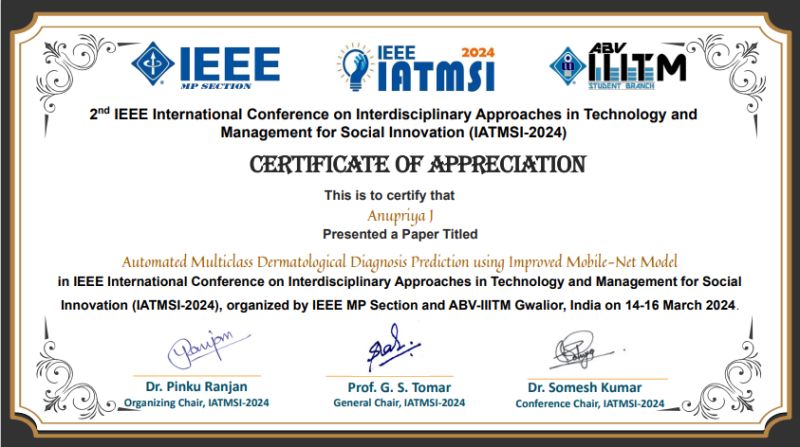 IEEE
MP SECTION
IEEE 2024
IATMSI
ABV
IIITM
STUDENT BRANCH
2nd IEEE International Conference on Interdisciplinary Approaches in Technology and
Management for Social Innovation (IATMSI-2024)
CERTIFICATE OF APPRECIATION
This is to certify that
Anupriya J
Presented a Paper Titled
Automated Multiclass Dermatological Diagnosis Prediction using Improved Mobile-Net Model
in IEEE International Conference on Interdisciplinary Approaches in Technology and Management for Social
Innovation (IATMSI-2024), organized by IEEE MP Section and ABV-IIITM Gwalior, India on 14-16 March 2024.
Dr. Pinku Ranjan
Organizing Chair, IATMSI-2024
Prof. G. S. Tomar
General Chair, IATMSI-2024
Dr. Somesh Kumar
Conference Chair, IATMSI-2024